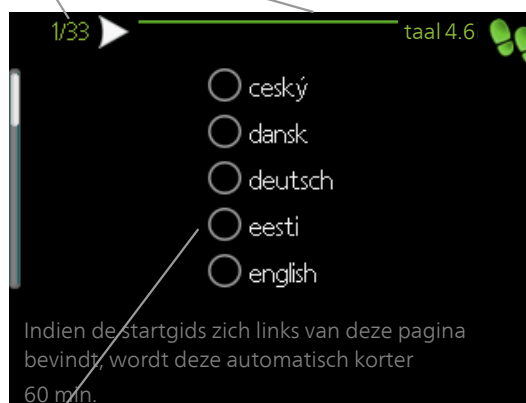 1/33
taal 4.6
ceský
dansk
deutsch
eesti
english
Indien de startgids zich links van deze pagina
bevindt, wordt deze automatisch korter
60 min.